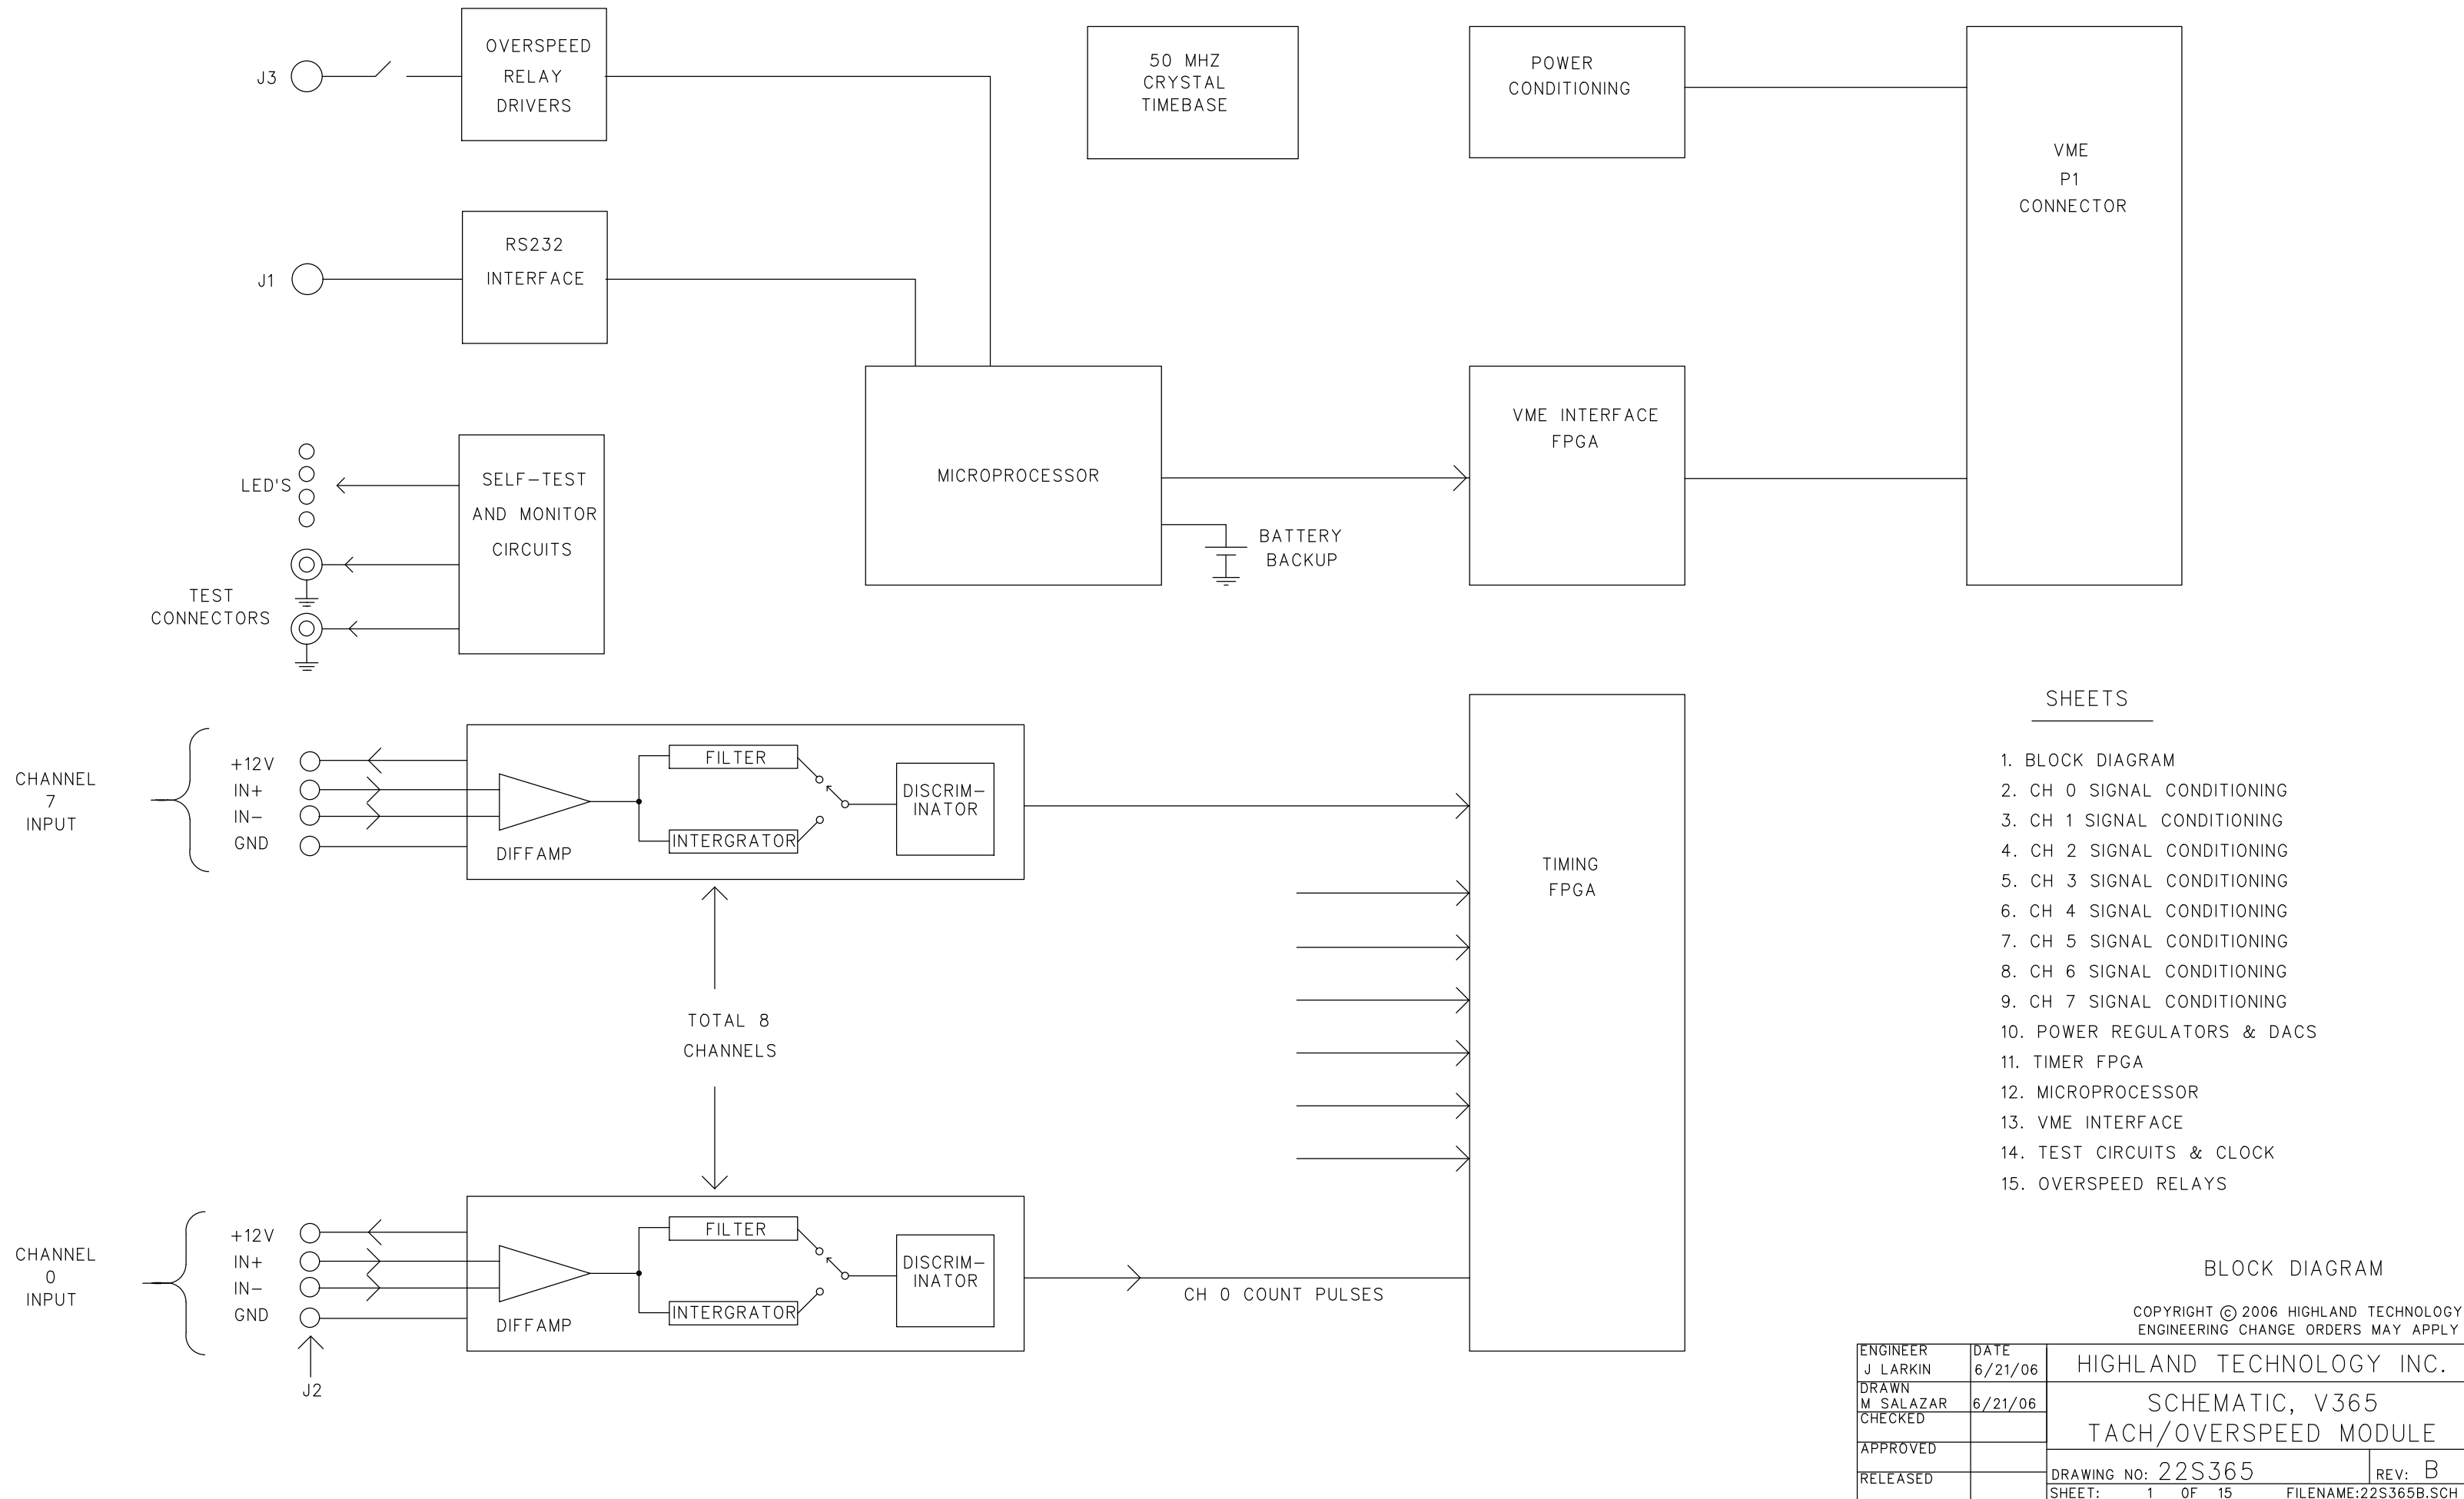 J3
OVERSPEED
RELAY
DRIVERS
50 MHZ
CRYSTAL
TIMEBASE
POWER
CONDITIONING
VME
P1
CONNECTOR
J1
RS232
INTERFACE
LED'S
SELF-TEST
AND MONITOR
CIRCUITS
TEST
CONNECTORS
MICROPROCESSOR
BATTERY
BACKUP
VME INTERFACE
FPGA
CHANNEL
7
INPUT
+12V
IN+
IN-
GND
DIFFAMP
FILTER
INTERGRATOR
DISCRIM-
INATOR
TIMING
FPGA
TOTAL 8
CHANNELS
CHANNEL
0
INPUT
+12V
IN+
IN-
GND
J2
DIFFAMP
FILTER
INTERGRATOR
DISCRIM-
INATOR
CH 0 COUNT PULSES
SHEETS
1. BLOCK DIAGRAM
2. CH 0 SIGNAL CONDITIONING
3. CH 1 SIGNAL CONDITIONING
4. CH 2 SIGNAL CONDITIONING
5. CH 3 SIGNAL CONDITIONING
6. CH 4 SIGNAL CONDITIONING
7. CH 5 SIGNAL CONDITIONING
8. CH 6 SIGNAL CONDITIONING
9. CH 7 SIGNAL CONDITIONING
10. POWER REGULATORS & DACS
11. TIMER FPGA
12. MICROPROCESSOR
13. VME INTERFACE
14. TEST CIRCUITS & CLOCK
15. OVERSPEED RELAYS
BLOCK DIAGRAM
COPYRIGHT © 2006 HIGHLAND TECHNOLOGY
ENGINEERING CHANGE ORDERS MAY APPLY
ENGINEER
J LARKIN
DATE
6/21/06
HIGHLAND TECHNOLOGY INC.
DRAWN
M SALAZAR
6/21/06
SCHEMATIC, V365
TACH/OVERSPEED MODULE
CHECKED
APPROVED
RELEASED
DRAWING NO: 22S365
REV: B
SHEET: 1 OF 15
FILENAME:22S365B.SCH